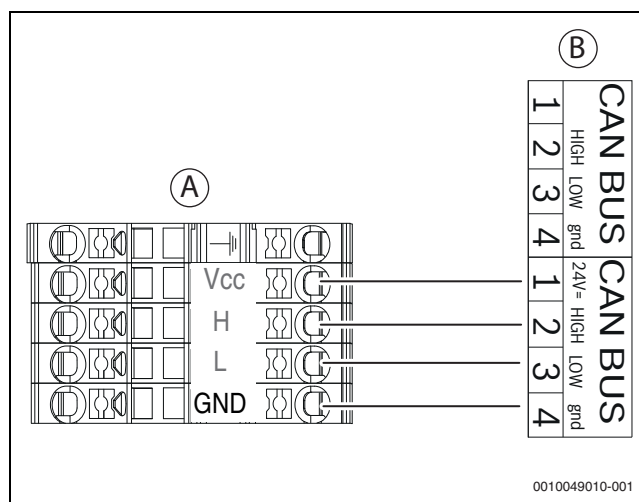 A
B
Vcc
H
L
GND
CAN BUS
1
2 HIGH
3 LOW
4 gnd
CAN BUS
1 24V=
2 HIGH
3 LOW
4 gnd
0010049010-001